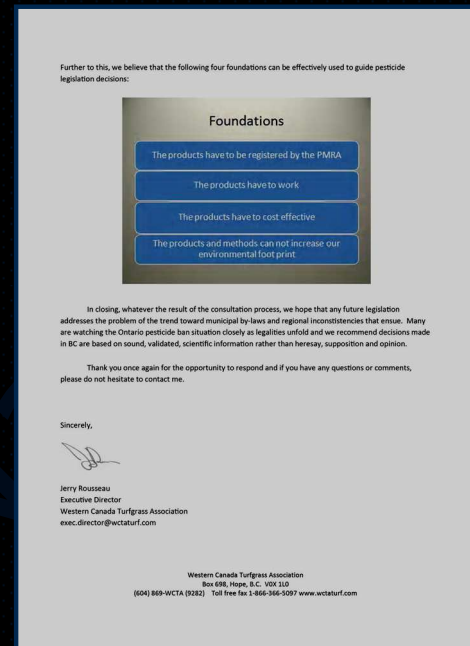 Further to this, we believe that the following four foundations can be effectively used to guide pesticide
legislation decisions:
Foundations
The products have to be registered by the PMRA
The products have to work
The products have to cost effective
The products and methods can not increase our
environmental foot print
In closing, whatever the result of the consultation process, we hope that any future legislation
addresses the problem of the trend toward municipal by-laws and regional inconstistencies that ensue. Many
are watching the Ontario pesticide ban situation closely as legalities unfold and we recommend decisions made
in BC are based on sound, validated, scientific information rather than heresay, supposition and opinion.
Thank you once again for the opportunity to respond and if you have any questions or comments,
please do not hesitate to contact me.
Sincerely,
Jerry Rousseau
Executive Director
Western Canada Turfgrass Association
exec.director@wctaturf.com
Western Canada Turfgrass Association
Box 698, Hope, B.C. V0X 1L0
(604) 869-WCTA (9282) Toll free fax 1-866-366-5097 www.wctaturf.com